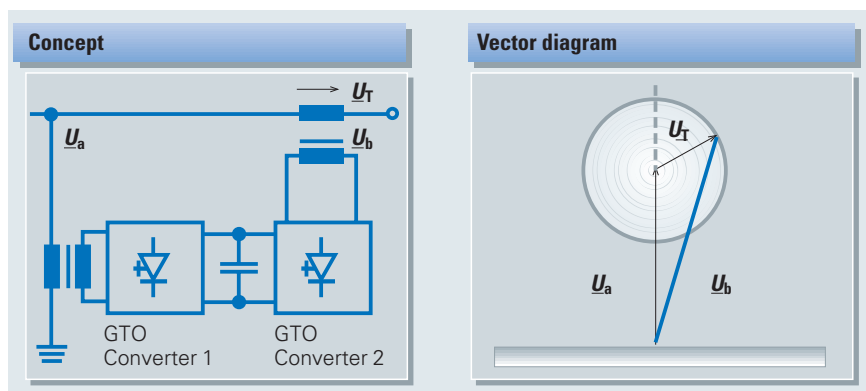 Concept
U_T
U_a
U_b
GTO
Converter 1
GTO
Converter 2
Vector diagram
U_T
U_a
U_b